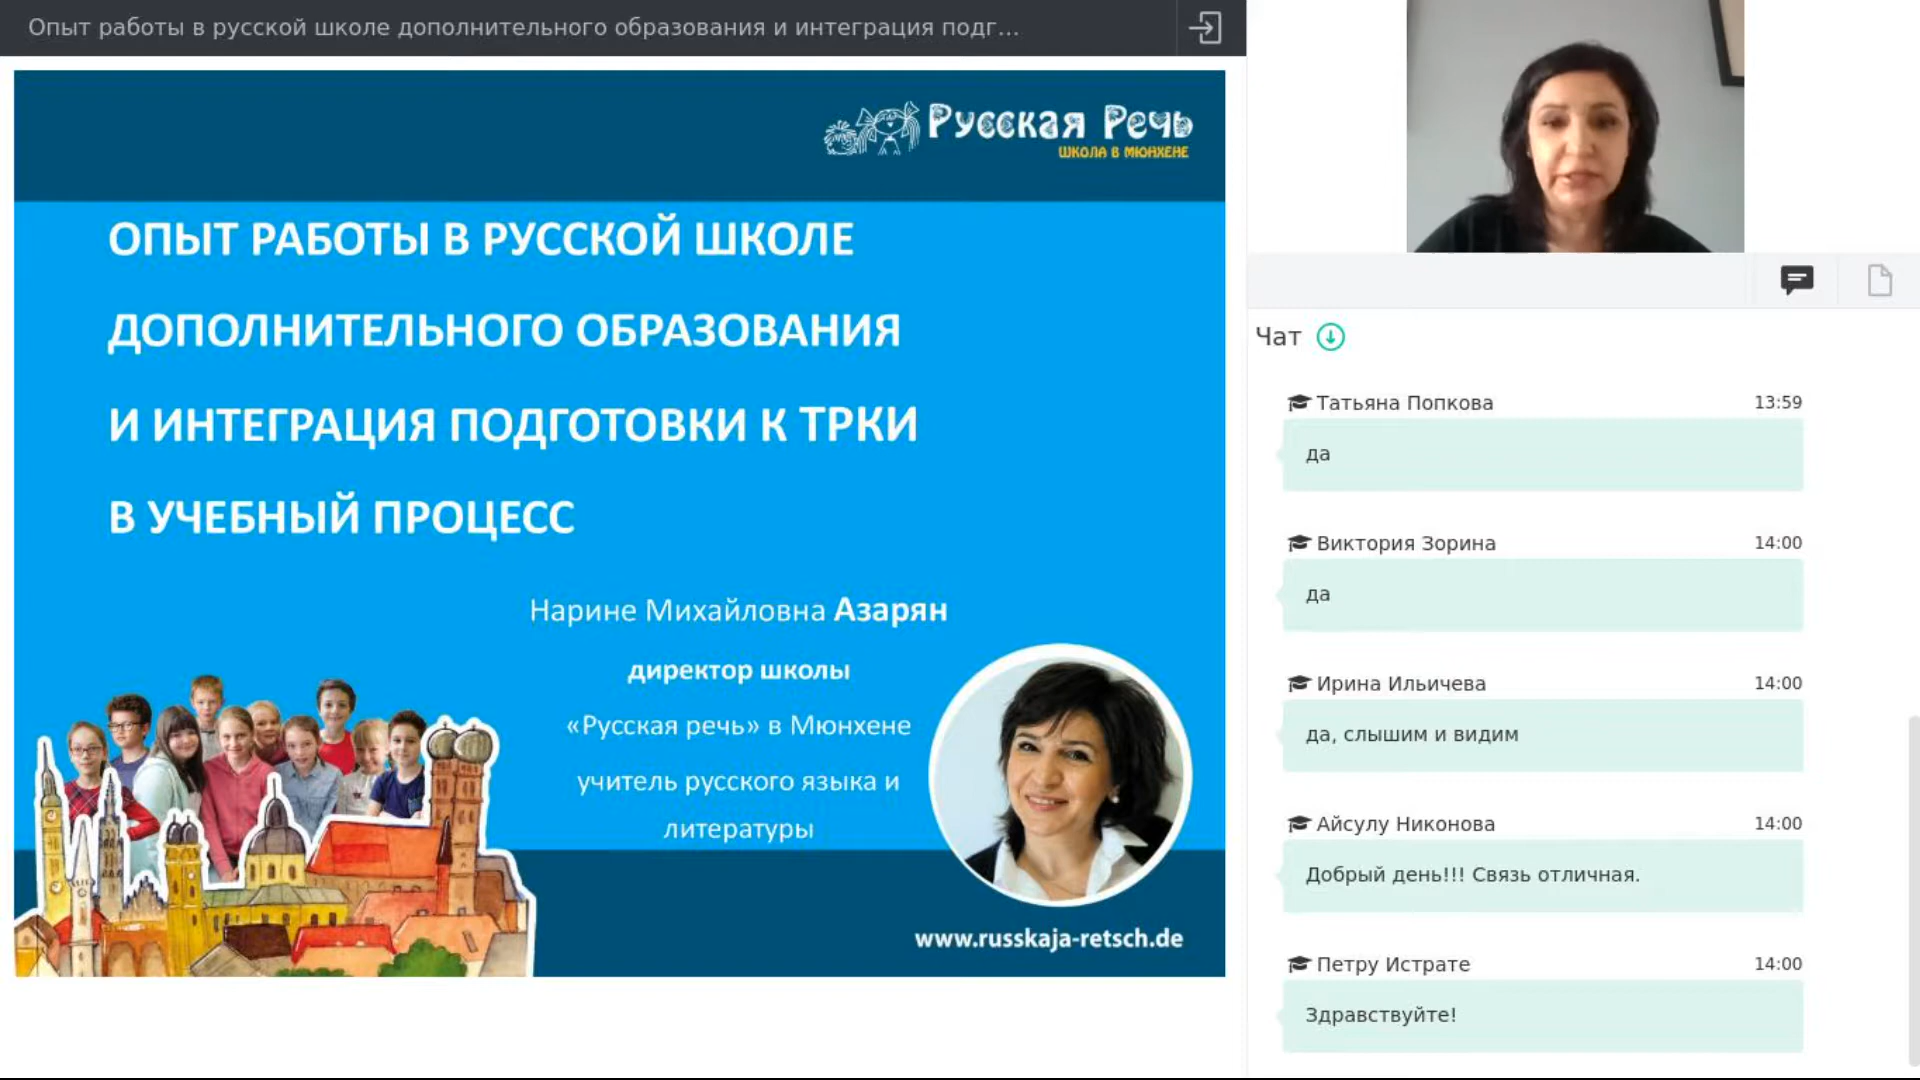 Опыт работы в русской школе дополнительного образования и интеграция подг...
Русская Речь
ШКОЛА В МЮНХЕНЕ
ОПЫТ РАБОТЫ В РУССКОЙ ШКОЛЕ
ДОПОЛНИТЕЛЬНОГО ОБРАЗОВАНИЯ
И ИНТЕГРАЦИЯ ПОДГОТОВКИ К ТРКИ
В УЧЕБНЫЙ ПРОЦЕСС
Нарине Михайловна Азарян
директор школы
«Русская речь» в Мюнхене
учитель русского языка и
литературы
www.russkaja-retsch.de
Чат
Татьяна Попкова 13:59
да
Виктория Зорина 14:00
да
Ирина Ильичева 14:00
да, слышим и видим
Айсулу Никонова 14:00
Добрый день!!! Связь отличная.
Петру Истрате 14:00
Здравствуйте!